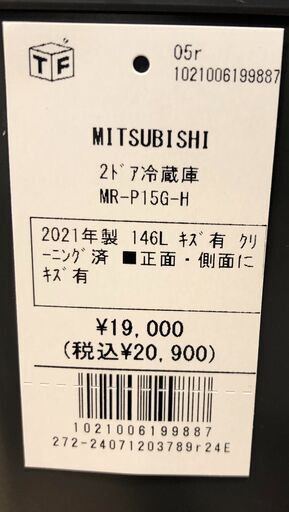 TF
05r
1021006199887
MITSUBISHI
2ﾄﾞｱ冷蔵庫
MR-P15G-H
2021年製 146L ｷｽﾞ有 ｸﾘ
ｰﾆﾝｸﾞ済 ■正面・側面に
ｷｽﾞ有
¥19,000
(税込¥20,900)
1021006199887
272-24071203789r24E